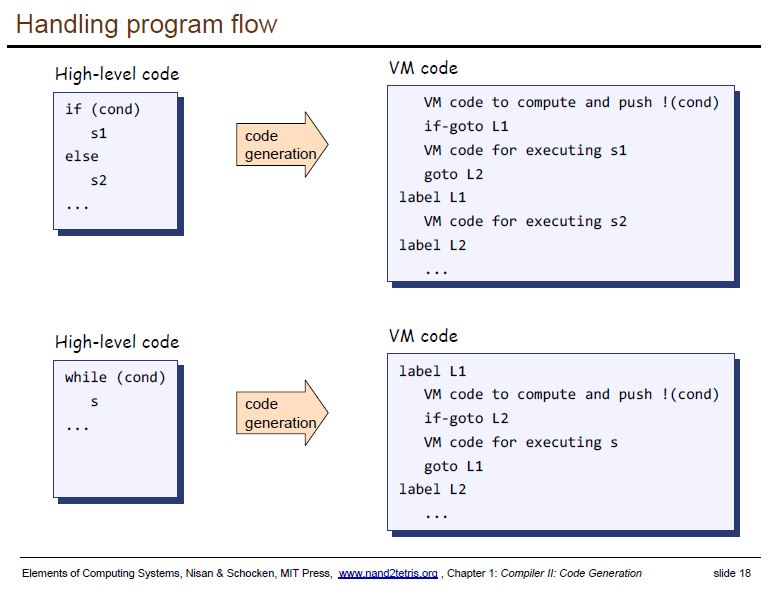 Handling program flow
High-level code
if (cond)
s1
else
s2
...
code
generation
VM code
VM code to compute and push !(cond)
if-goto L1
VM code for executing s1
goto L2
label L1
VM code for executing s2
label L2
...
High-level code
while (cond)
s
...
code
generation
VM code
label L1
VM code to compute and push !(cond)
if-goto L2
VM code for executing s
goto L1
label L2
...
Elements of Computing Systems, Nisan & Schocken, MIT Press, www.nand2tetris.org , Chapter 1: Compiler II: Code Generation slide 18